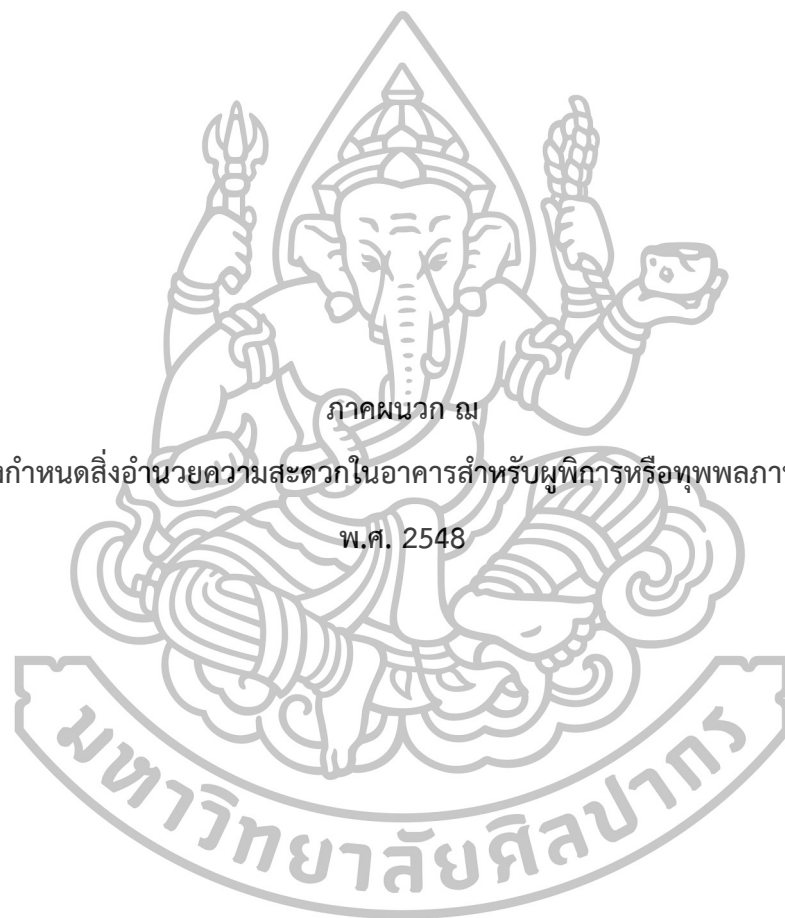 ภาคผนวก ฌ
กำหนดสิ่งอำนวยความสะดวกในอาคารสำหรับผู้พิการหรือทุพพลภา
พ.ศ. 2548
มหาวิทยาลัยศิลปากร